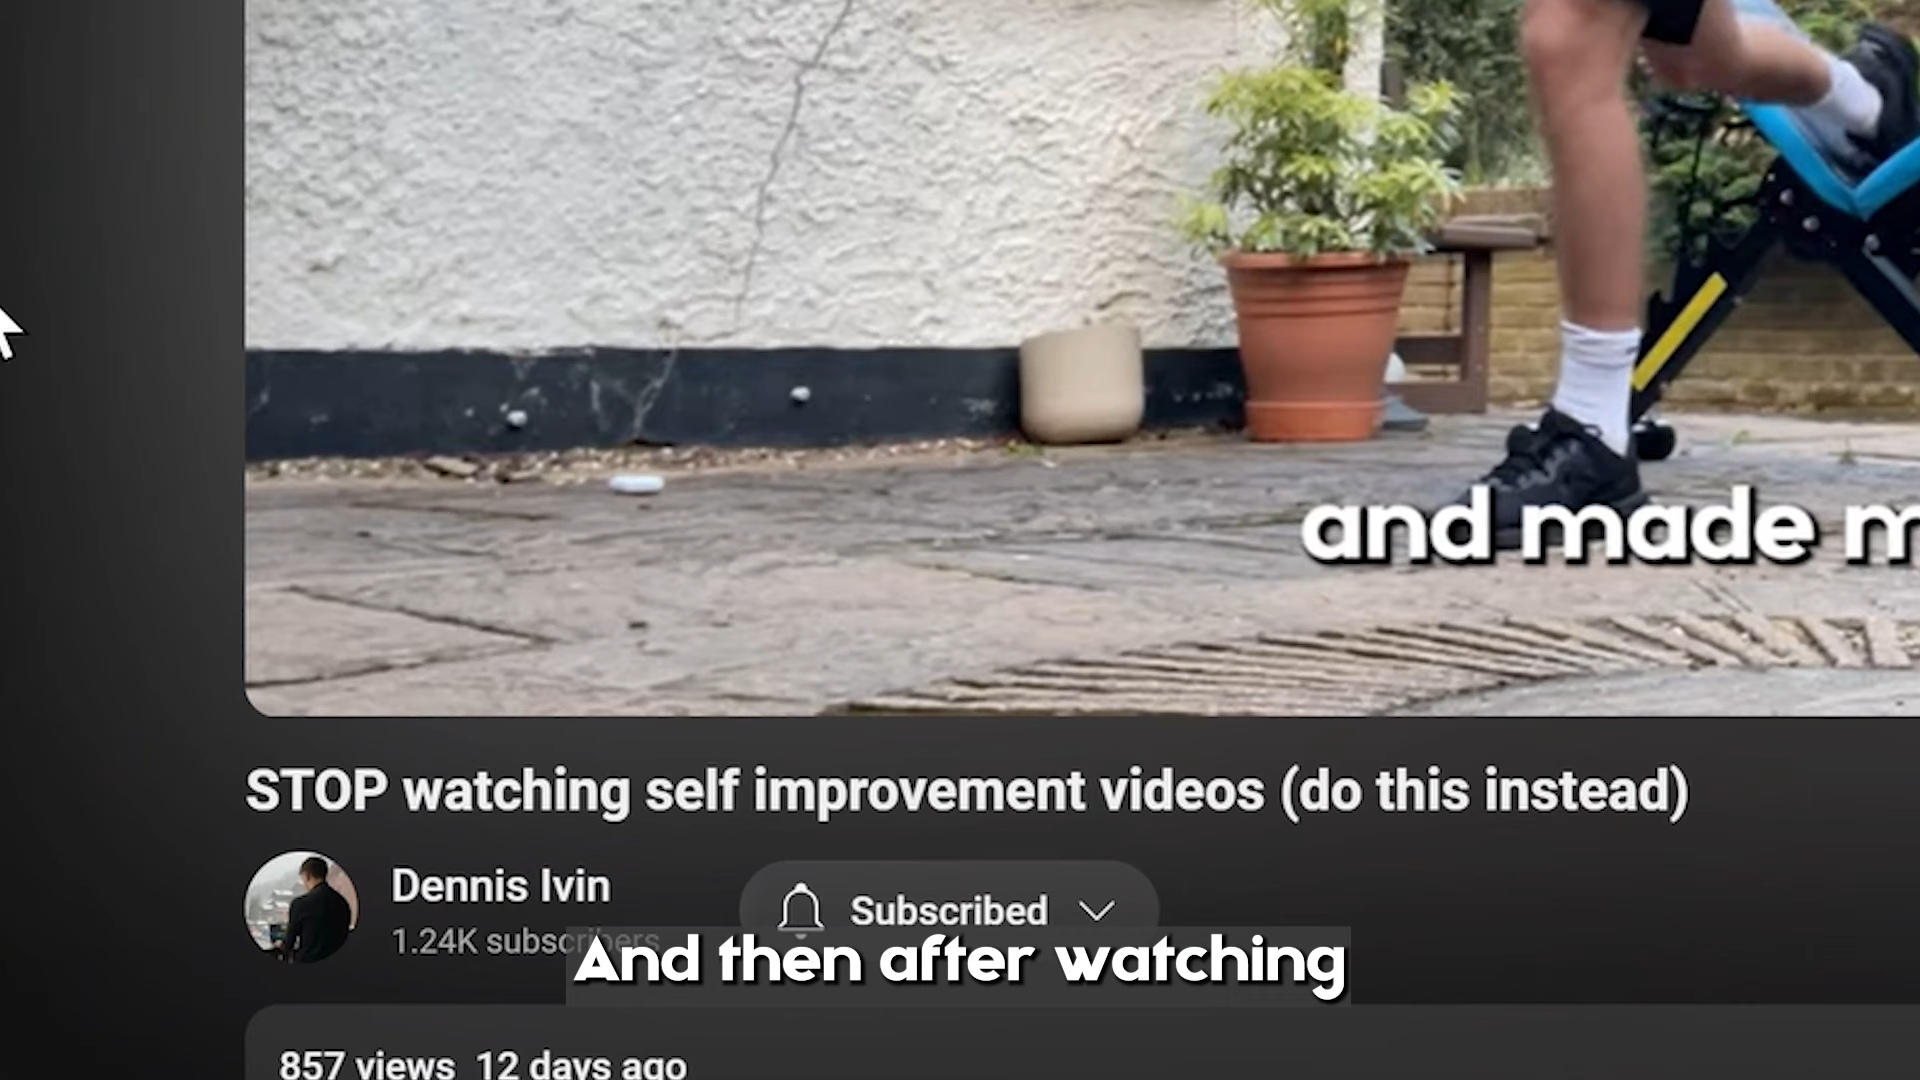 and made m
STOP watching self improvement videos (do this instead)
Dennis Ivin
Subscribed
1.24K subscribers
And then after watching
857 views 12 days ago